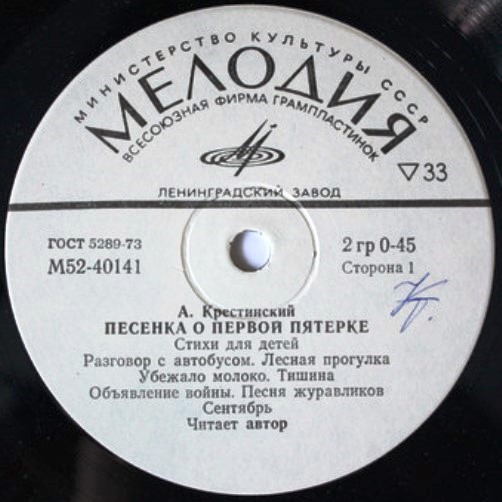 МИНИСТЕРСТВО КУЛЬТУРЫ СССР
МЕЛОДИЯ
ВСЕСОЮЗНАЯ ФИРМА ГРАМПЛАСТИНОК
▽33
ЛЕНИНГРАДСКИЙ ЗАВОД
ГОСТ 5289-73
2 гр 0-45
М52-40141
Сторона 1
А. Крестинский
ПЕСЕНКА О ПЕРВОЙ ПЯТЕРКЕ
Стихи для детей
Разговор с автобусом. Лесная прогулка
Убежало молоко. Тишина
Объявление войны. Песня журавликов
Сентябрь
Читает автор